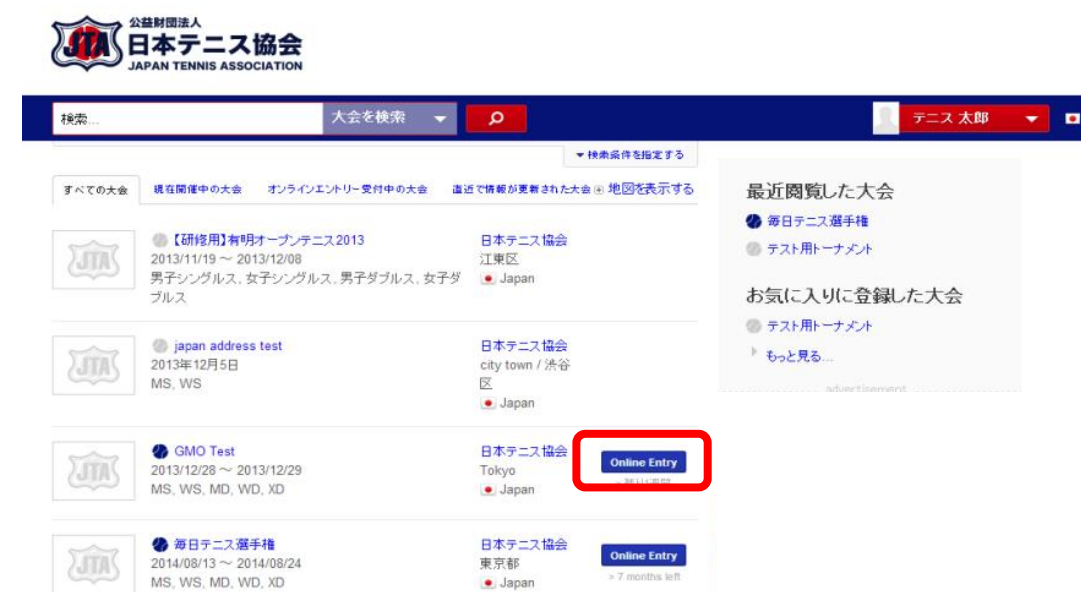 公益財団法人
日本テニス協会
JAPAN TENNIS ASSOCIATION
JTA
検索...
大会を検索
テニス 太郎
検索条件を指定する
すべての大会
現在開催中の大会
オンラインエントリー受付中の大会
直近で情報が更新された大会
地図を表示する
JTA
【研修用】有明オープンテニス2013
2013/11/19 ～ 2013/12/08
男子シングルス, 女子シングルス, 男子ダブルス, 女子ダ
ブルス
日本テニス協会
江東区
Japan
JTA
japan address test
2013年12月5日
MS, WS
日本テニス協会
city town / 渋谷
区
Japan
JTA
GMO Test
2013/12/28 ～ 2013/12/29
MS, WS, MD, WD, XD
日本テニス協会
Tokyo
Japan
Online Entry
JTA
毎日テニス選手権
2014/08/13 ～ 2014/08/24
MS, WS, MD, WD, XD
日本テニス協会
東京都
Japan
Online Entry
» 7 months left
最近閲覧した大会
毎日テニス選手権
テスト用トーナメント
お気に入りに登録した大会
テスト用トーナメント
もっと見る...
advertisement